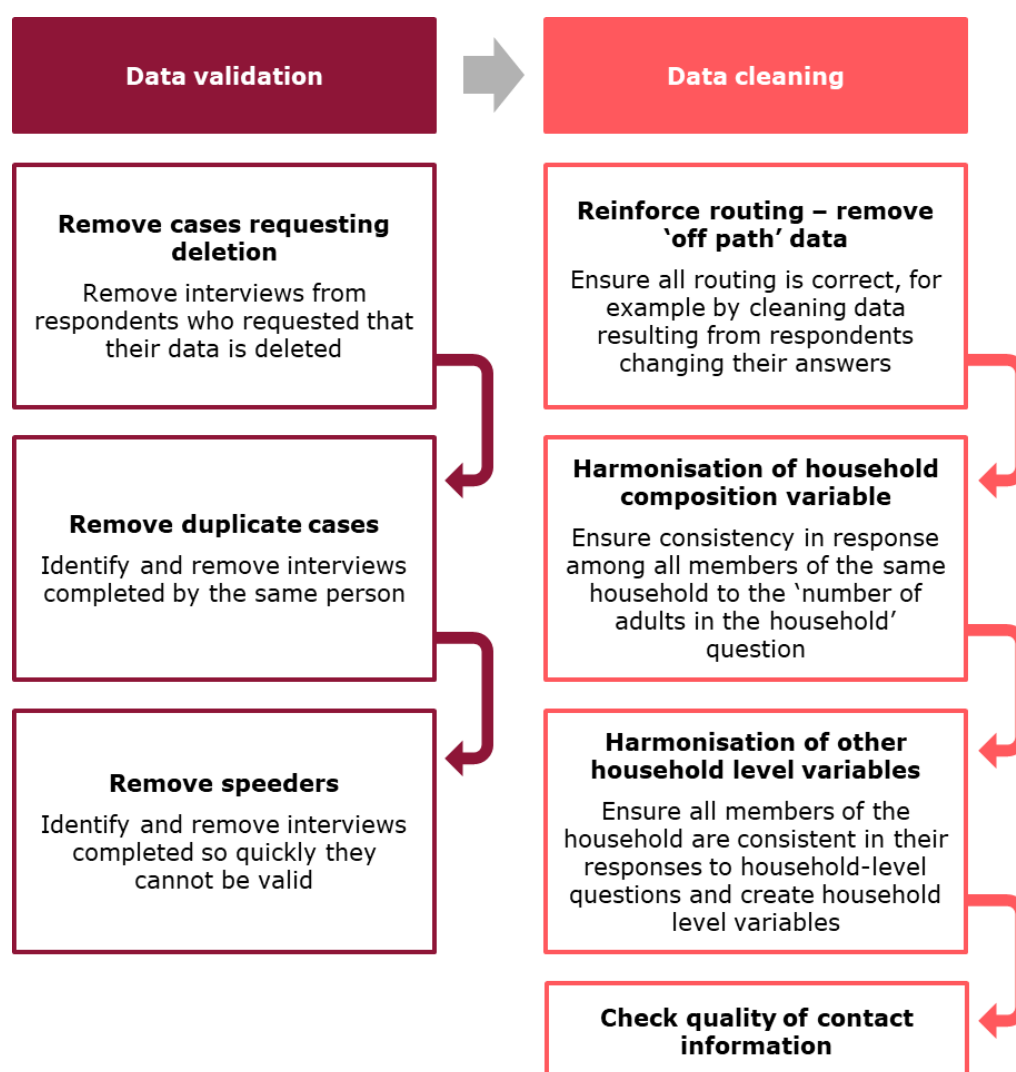 Data validation
Remove cases requesting
deletion
Remove interviews from
respondents who requested that
their data is deleted
Remove duplicate cases
Identify and remove interviews
completed by the same person
Remove speeders
Identify and remove interviews
completed so quickly they
cannot be valid
Data cleaning
Reinforce routing – remove
‘off path’ data
Ensure all routing is correct, for
example by cleaning data
resulting from respondents
changing their answers
Harmonisation of household
composition variable
Ensure consistency in response
among all members of the same
household to the ‘number of
adults in the household’
question
Harmonisation of other
household level variables
Ensure all members of the
household are consistent in their
responses to household-level
questions and create household
level variables
Check quality of contact
information